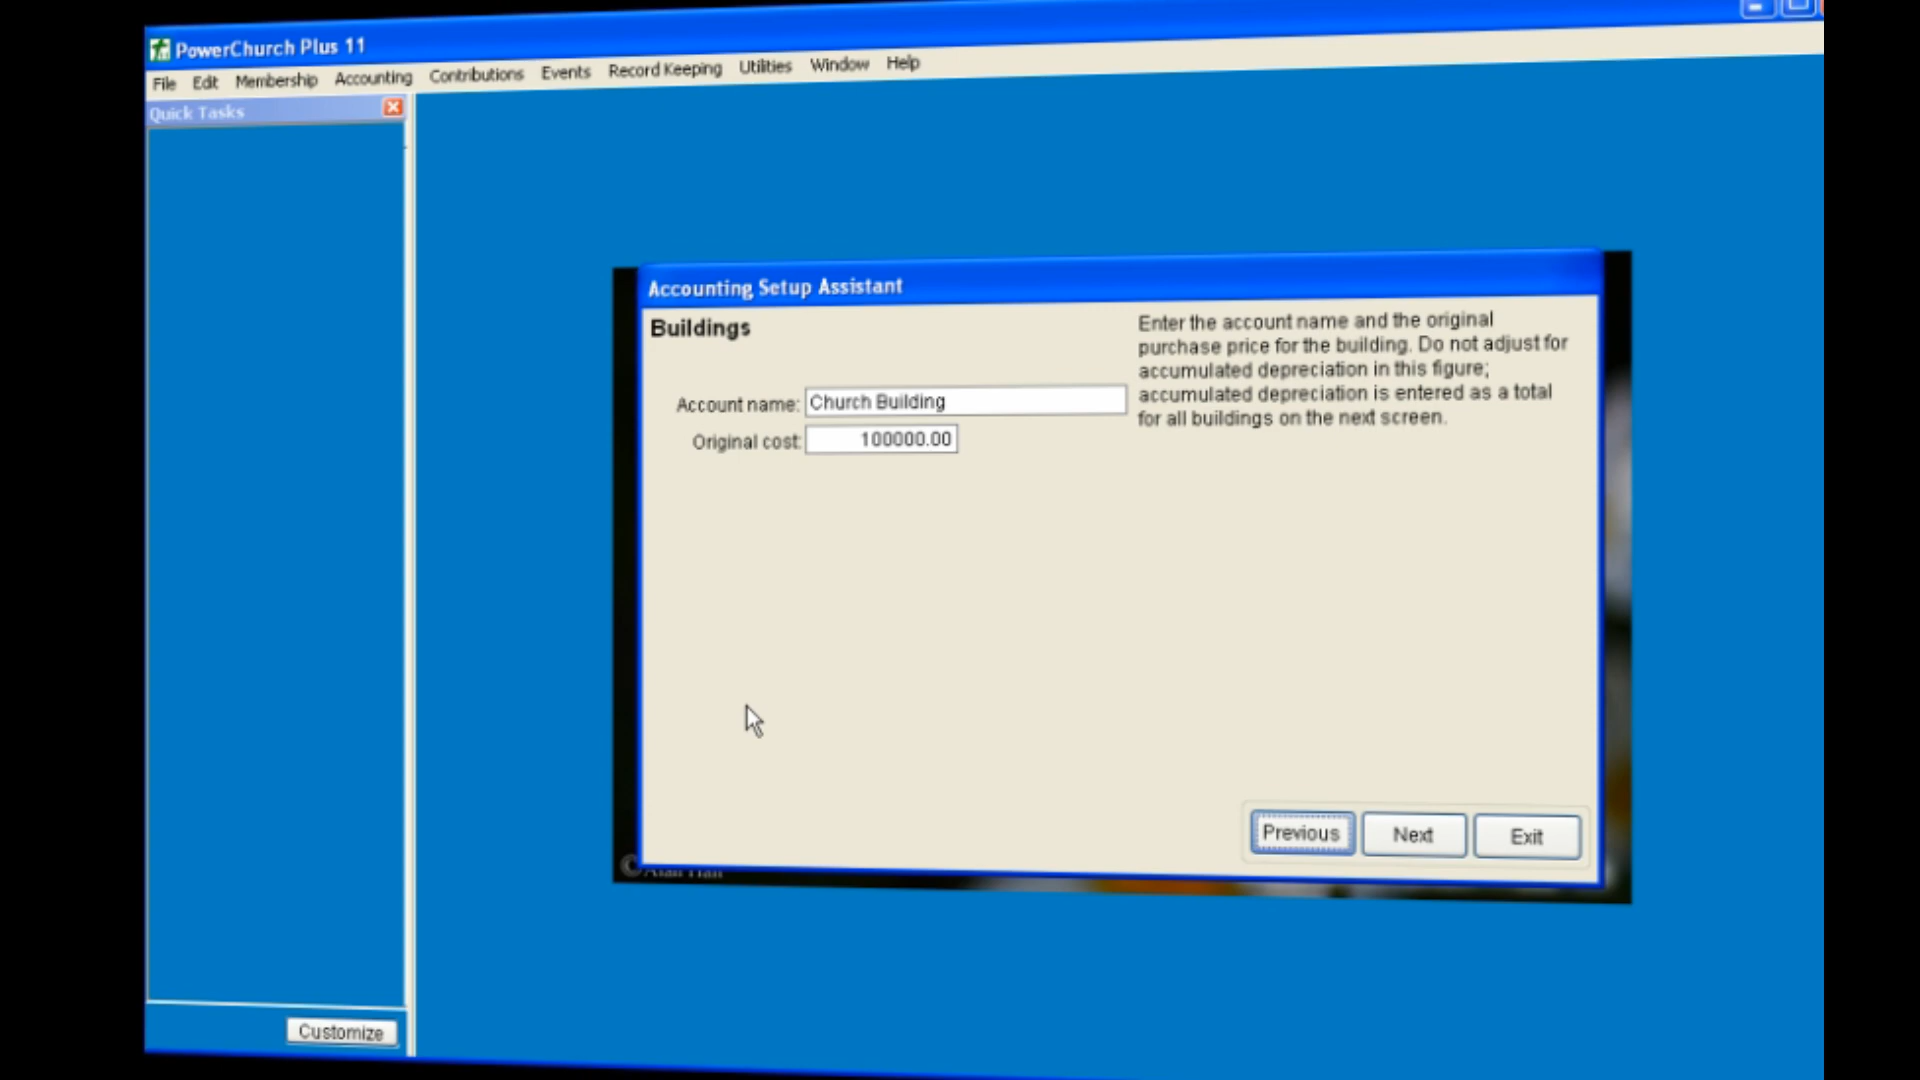 PowerChurch Plus 11
File Edit Membership Accounting Contributions Events Record Keeping Utilities Window Help
Quick Tasks
Accounting Setup Assistant
Buildings
Account name: Church Building
Original cost: 100000.00
Enter the account name and the original
purchase price for the building. Do not adjust for
accumulated depreciation in this figure;
accumulated depreciation is entered as a total
for all buildings on the next screen.
Previous Next Exit
Customize